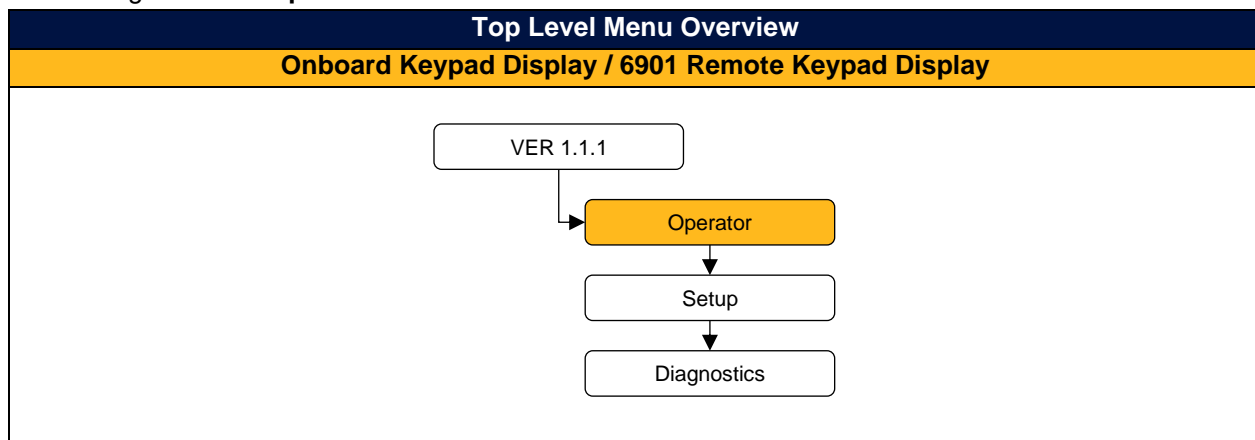 Top Level Menu Overview
Onboard Keypad Display / 6901 Remote Keypad Display
VER 1.1.1
Operator
Setup
Diagnostics